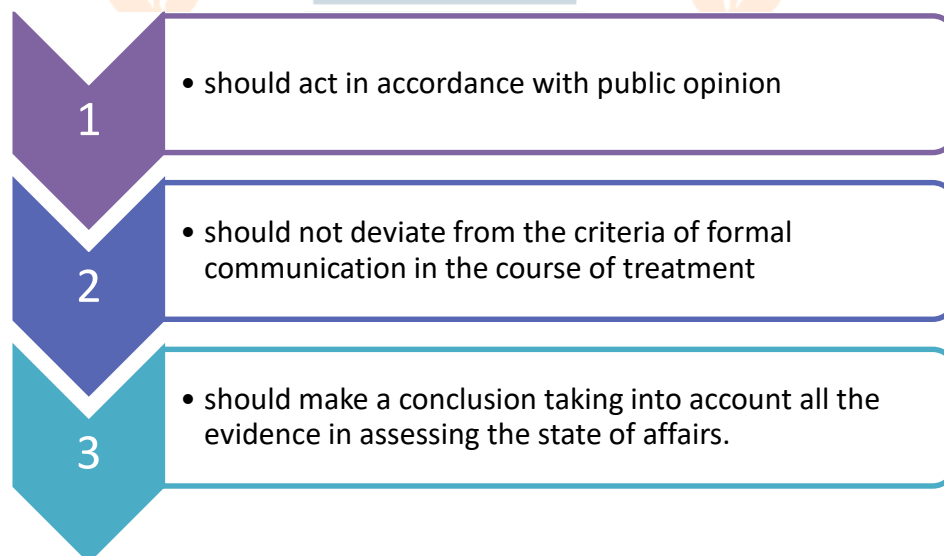 1
• should act in accordance with public opinion
2
• should not deviate from the criteria of formal
communication in the course of treatment
3
• should make a conclusion taking into account all the
evidence in assessing the state of affairs.